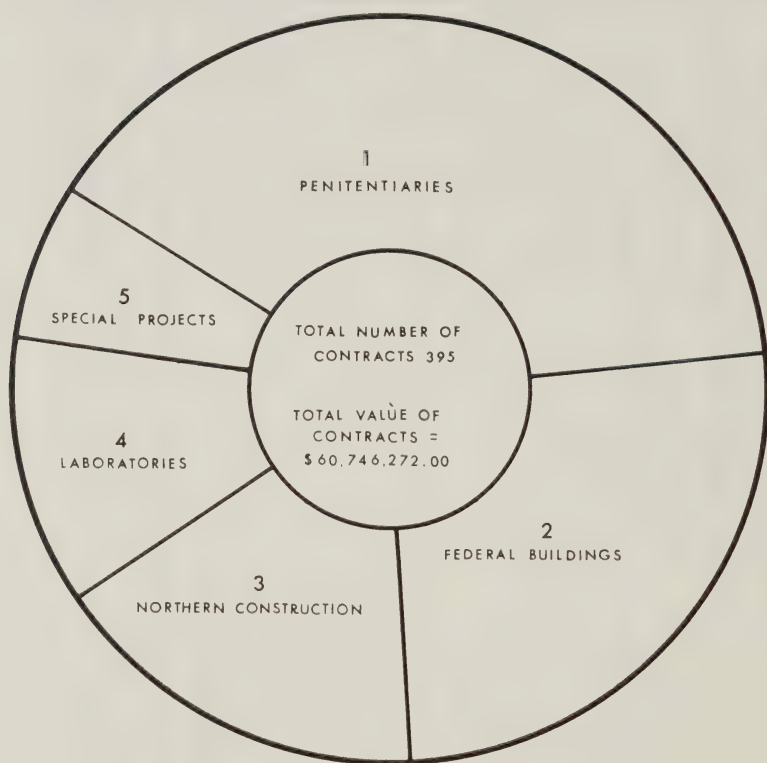 1
PENITENTIARIES
5
SPECIAL PROJECTS
TOTAL NUMBER OF
CONTRACTS 395
TOTAL VALUE OF
CONTRACTS =
$60,746,272.00
4
LABORATORIES
2
FEDERAL BUILDINGS
3
NORTHERN CONSTRUCTION